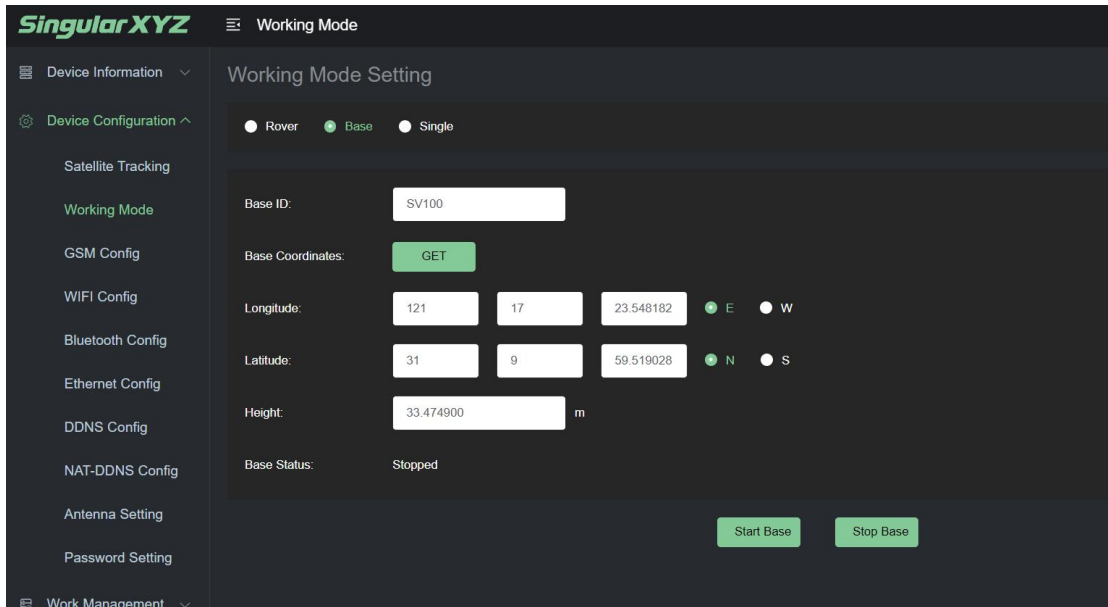 SingularXYZ
Working Mode
Device Information
Working Mode Setting
Device Configuration
Rover Base Single
Satellite Tracking
Working Mode
GSM Config
WIFI Config
Bluetooth Config
Ethernet Config
DDNS Config
NAT-DDNS Config
Antenna Setting
Password Setting
Work Management
Base ID: SV100
Base Coordinates: GET
Longitude: 121 17 23.548182 E W
Latitude: 31 9 59.519028 N S
Height: 33.474900 m
Base Status: Stopped
Start Base Stop Base